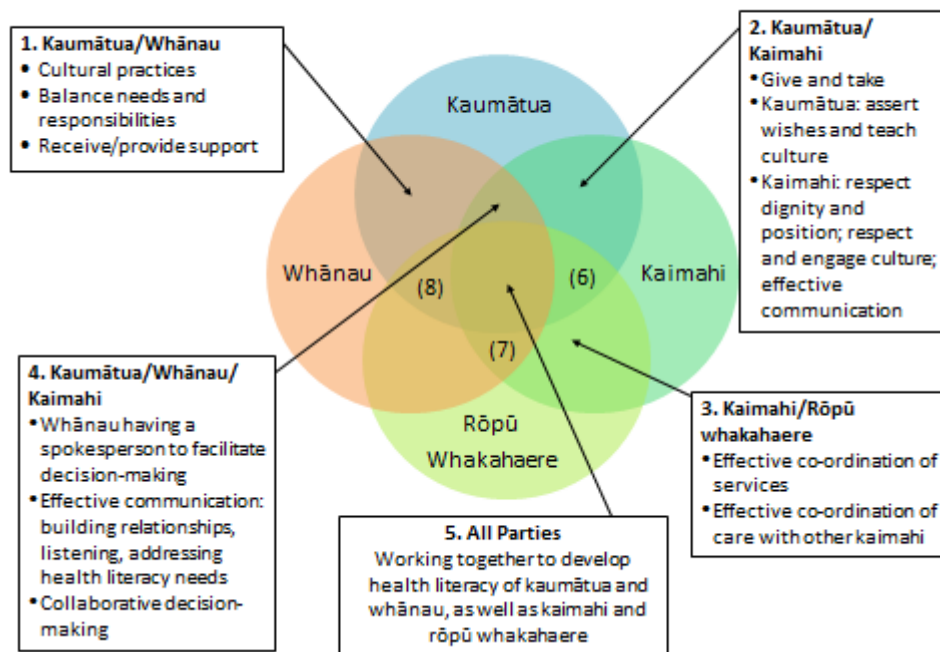 1. Kaumātua/Whānau
• Cultural practices
• Balance needs and
responsibilities
• Receive/provide support
2. Kaumātua/
Kaimahi
• Give and take
• Kaumātua: assert
wishes and teach
culture
• Kaimahi: respect
dignity and
position; respect
and engage culture;
effective
communication
Kaumātua
Whānau
(8)
(6)
Kaimahi
(7)
Rōpū
Whakahaere
4. Kaumātua/Whānau/
Kaimahi
• Whānau having a
spokesperson to facilitate
decision-making
• Effective communication:
building relationships,
listening, addressing
health literacy needs
• Collaborative decision-
making
3. Kaimahi/Rōpū
whakahaere
• Effective co-ordination of
services
• Effective co-ordination of
care with other kaimahi
5. All Parties
Working together to develop
health literacy of kaumātua and
whānau, as well as kaimahi and
rōpū whakahaere